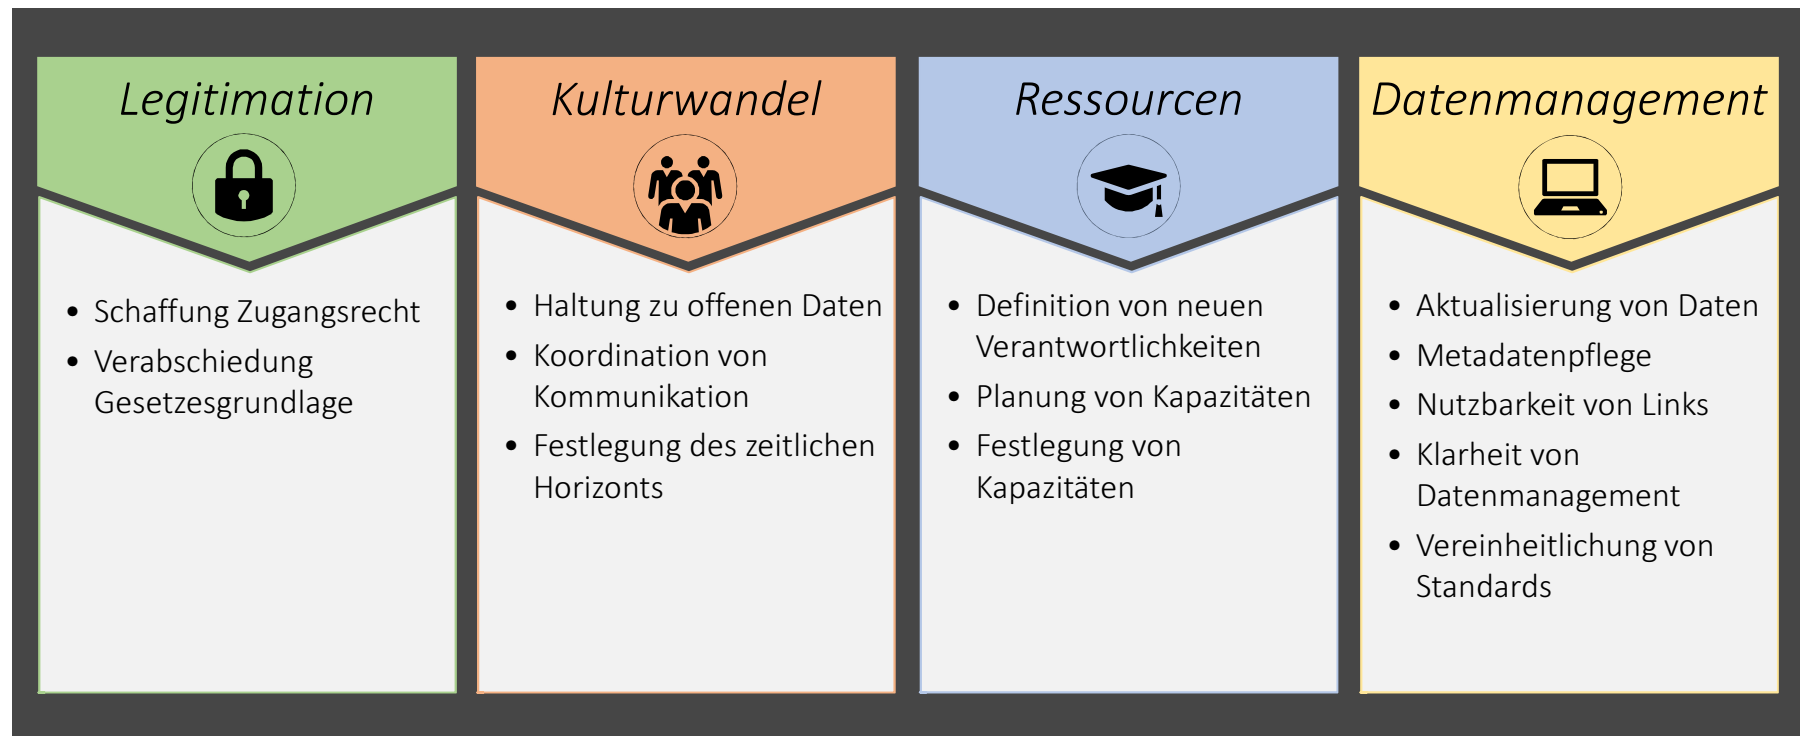 Legitimation
• Schaffung Zugangsrecht
• Verabschiedung
Gesetzesgrundlage
Kulturwandel
• Haltung zu offenen Daten
• Koordination von
Kommunikation
• Festlegung des zeitlichen
Horizonts
Ressourcen
• Definition von neuen
Verantwortlichkeiten
• Planung von Kapazitäten
• Festlegung von
Kapazitäten
Datenmanagement
• Aktualisierung von Daten
• Metadatenpflege
• Nutzbarkeit von Links
• Klarheit von
Datenmanagement
• Vereinheitlichung von
Standards